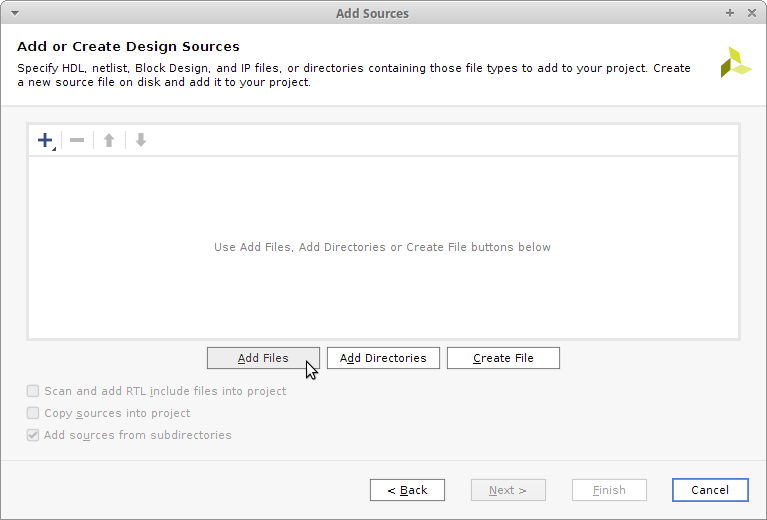 Add Sources
Add or Create Design Sources
Specify HDL, netlist, Block Design, and IP files, or directories containing those file types to add to your project. Create
a new source file on disk and add it to your project.
Use Add Files, Add Directories or Create File buttons below
Add Files
Add Directories
Create File
Scan and add RTL include files into project
Copy sources into project
Add sources from subdirectories
< Back
Next >
Finish
Cancel